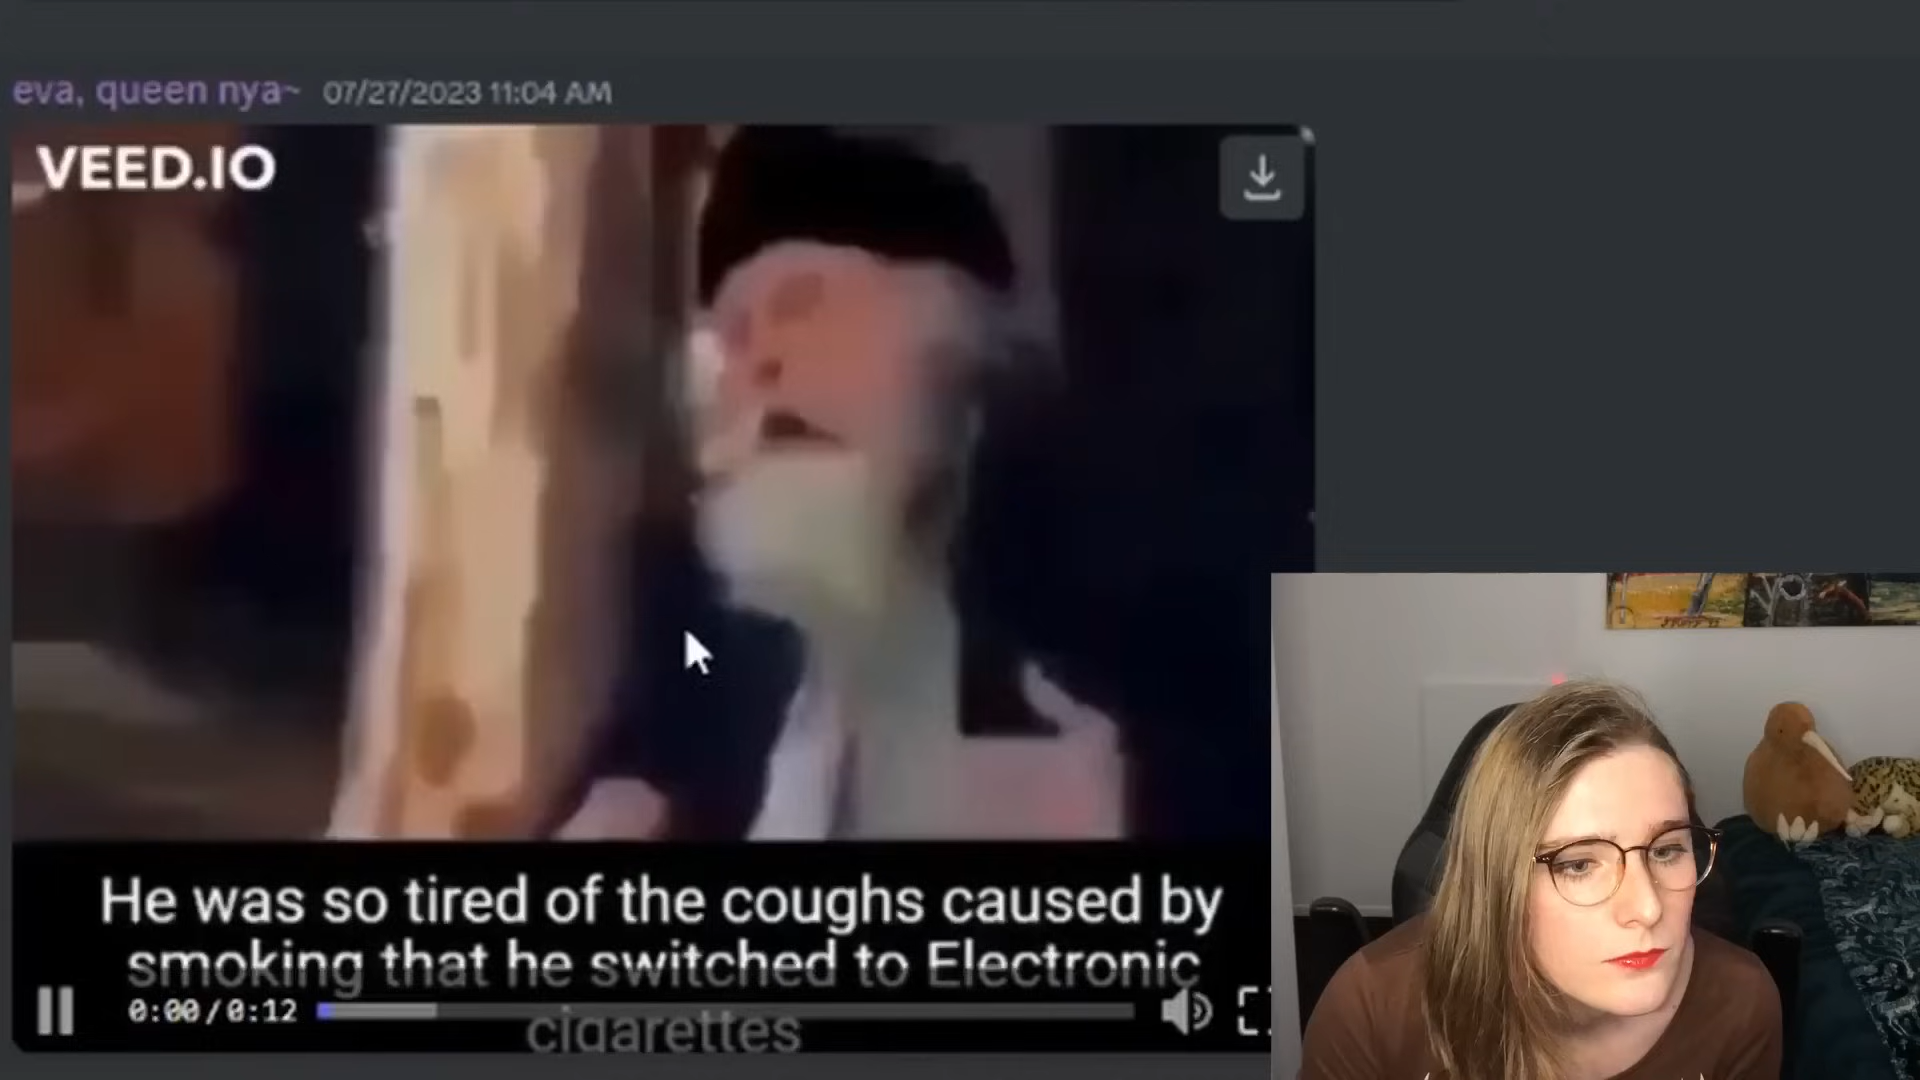 eva, queen nya~ 07/27/2023 11:04 AM
VEED.IO
He was so tired of the coughs caused by
smoking that he switched to Electronic
cigarettes
0:00 / 0:12